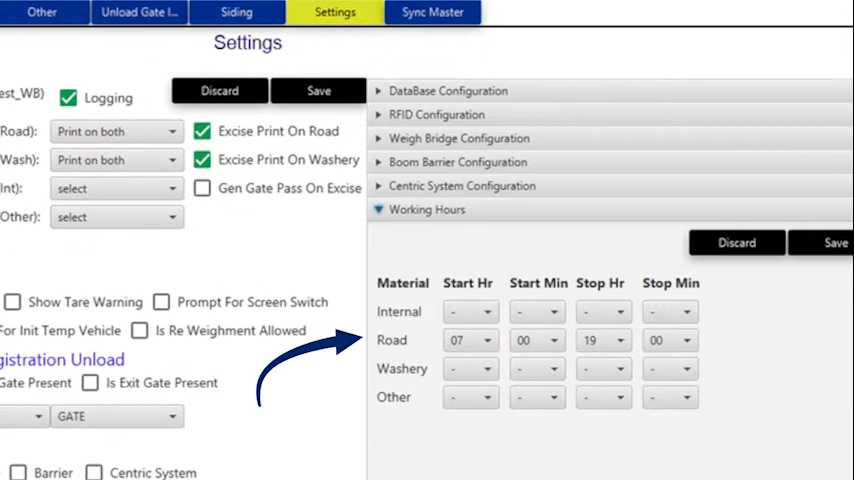 Other
Unload Gate I...
Siding
Settings
Sync Master
Settings
est_WB)
Logging
Discard
Save
Road):
Print on both
Excise Print On Road
Wash):
Print on both
Excise Print On Washery
Int):
select
Gen Gate Pass On Excise
Other):
select
Show Tare Warning
Prompt For Screen Switch
For Init Temp Vehicle
Is Re Weighment Allowed
gistration Unload
Gate Present
Is Exit Gate Present
GATE
Barrier
Centric System
DataBase Configuration
RFID Configuration
Weigh Bridge Configuration
Boom Barrier Configuration
Centric System Configuration
Working Hours
Discard
Save
Material Start Hr Start Min Stop Hr Stop Min
Internal - - - -
Road 07 00 19 00
Washery - - - -
Other - - - -